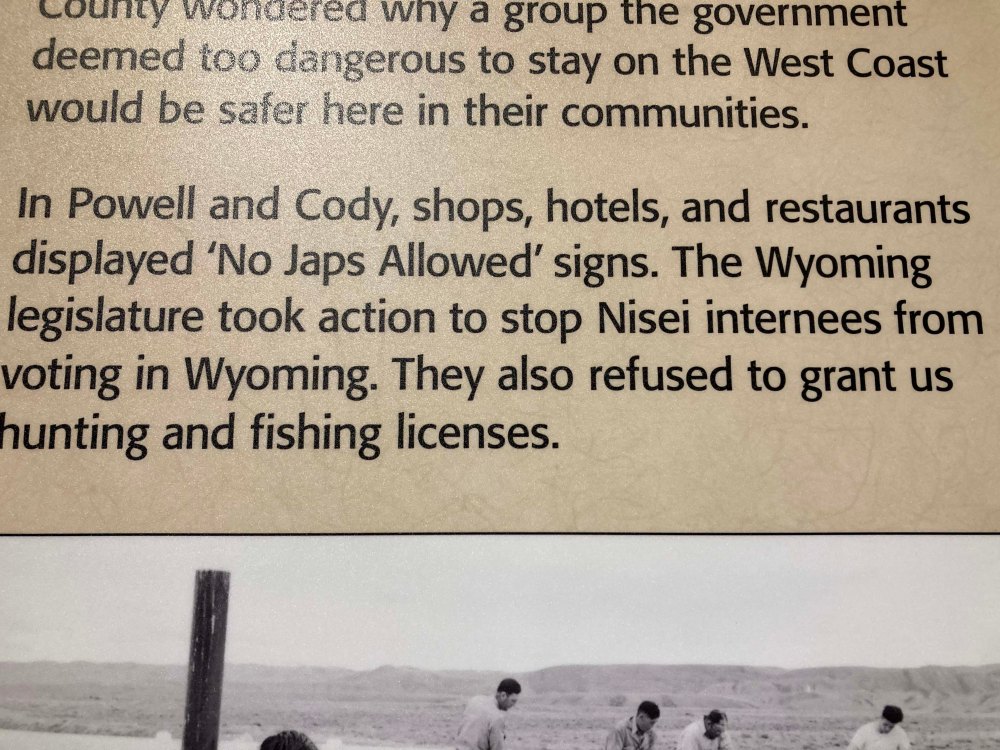 County wondered why a group the government
deemed too dangerous to stay on the West Coast
would be safer here in their communities.
In Powell and Cody, shops, hotels, and restaurants
displayed ‘No Japs Allowed’ signs. The Wyoming
legislature took action to stop Nisei internees from
voting in Wyoming. They also refused to grant us
hunting and fishing licenses.